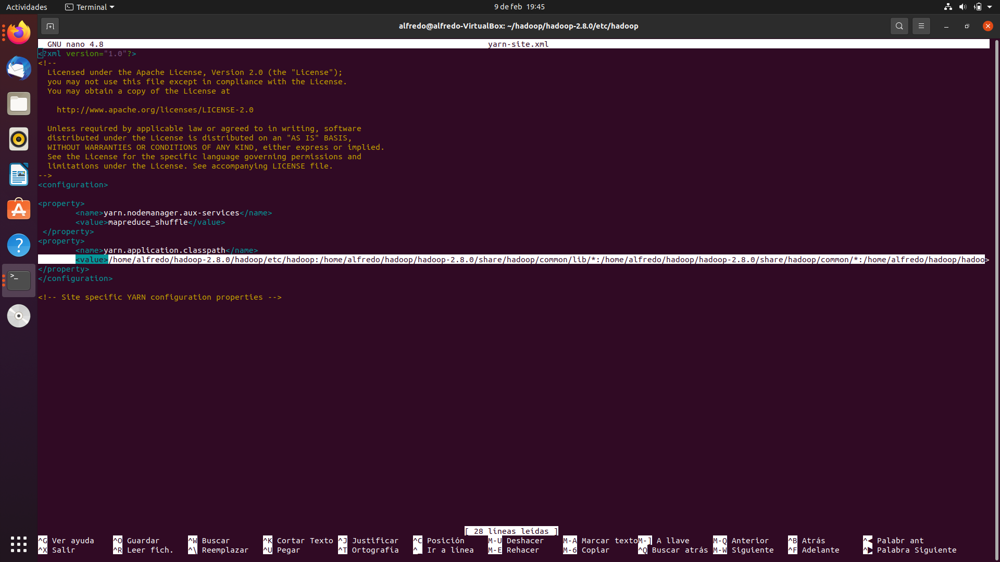 Actividades Terminal 9 de feb 19:45
alfredo@alfredo-VirtualBox: ~/hadoop/hadoop-2.8.0/etc/hadoop
GNU nano 4.8 yarn-site.xml
<?xml version="1.0"?>
<!--
Licensed under the Apache License, Version 2.0 (the "License");
you may not use this file except in compliance with the License.
You may obtain a copy of the License at
http://www.apache.org/licenses/LICENSE-2.0
Unless required by applicable law or agreed to in writing, software
distributed under the License is distributed on an "AS IS" BASIS,
WITHOUT WARRANTIES OR CONDITIONS OF ANY KIND, either express or implied.
See the License for the specific language governing permissions and
limitations under the License. See accompanying LICENSE file.
-->
<configuration>
<property>
<name>yarn.nodemanager.aux-services</name>
<value>mapreduce_shuffle</value>
</property>
<property>
<name>yarn.application.classpath</name>
<value>/home/alfredo/hadoop-2.8.0/hadoop/etc/hadoop:/home/alfredo/hadoop/hadoop-2.8.0/share/hadoop/common/lib/*:/home/alfredo/hadoop/hadoop-2.8.0/share/hadoop/common/*:/home/alfredo/hadoop/hadoo>
</property>
</configuration>
<!-- Site specific YARN configuration properties -->
[ 28 líneas leídas ]
^G Ver ayuda ^O Guardar ^W Buscar ^K Cortar Texto ^J Justificar ^C Posición M-U Deshacer M-A Marcar texto M-] A llave M-Q Anterior ^B Atrás ^◀ Palabr ant
^X Salir ^R Leer fich. ^\ Reemplazar ^U Pegar ^T Ortografía ^_ Ir a línea M-E Rehacer M-6 Copiar ^Q Buscar atrás M-W Siguiente ^F Adelante ^▶ Palabra Siguiente